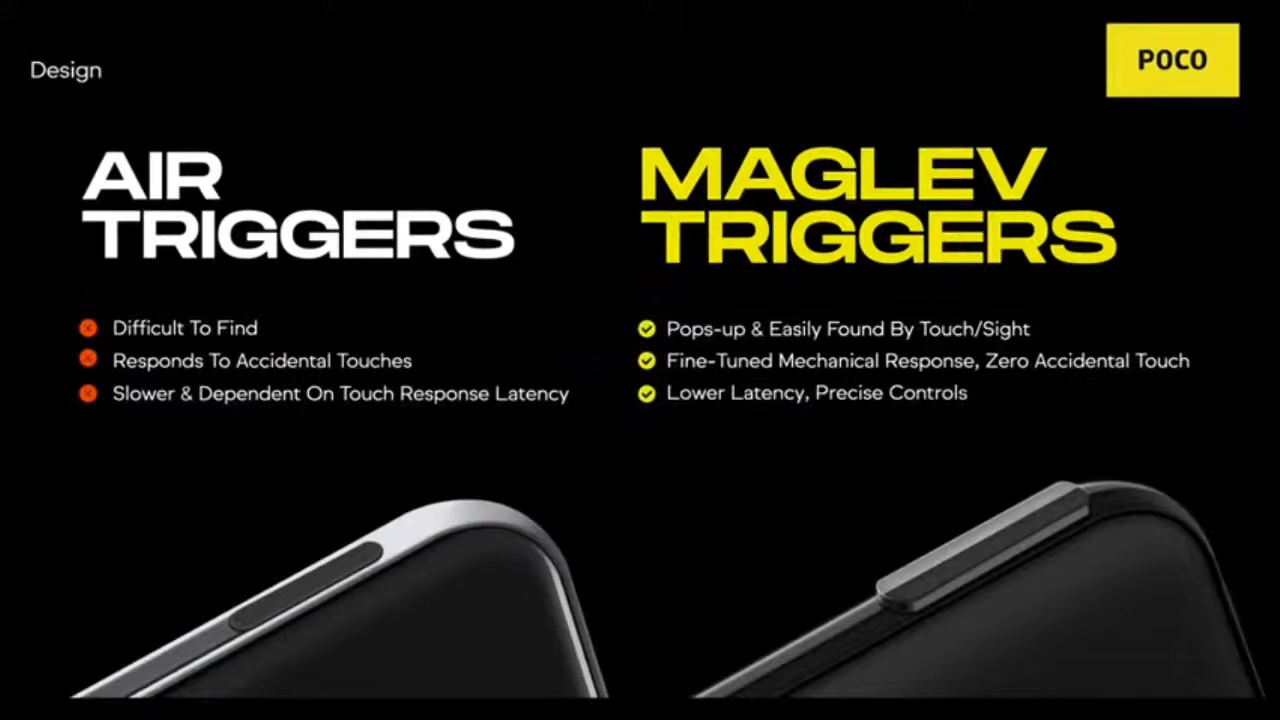 Design
POCO
AIR
TRIGGERS
Difficult To Find
Responds To Accidental Touches
Slower & Dependent On Touch Response Latency
MAGLEV
TRIGGERS
Pops-up & Easily Found By Touch/Sight
Fine-Tuned Mechanical Response, Zero Accidental Touch
Lower Latency, Precise Controls